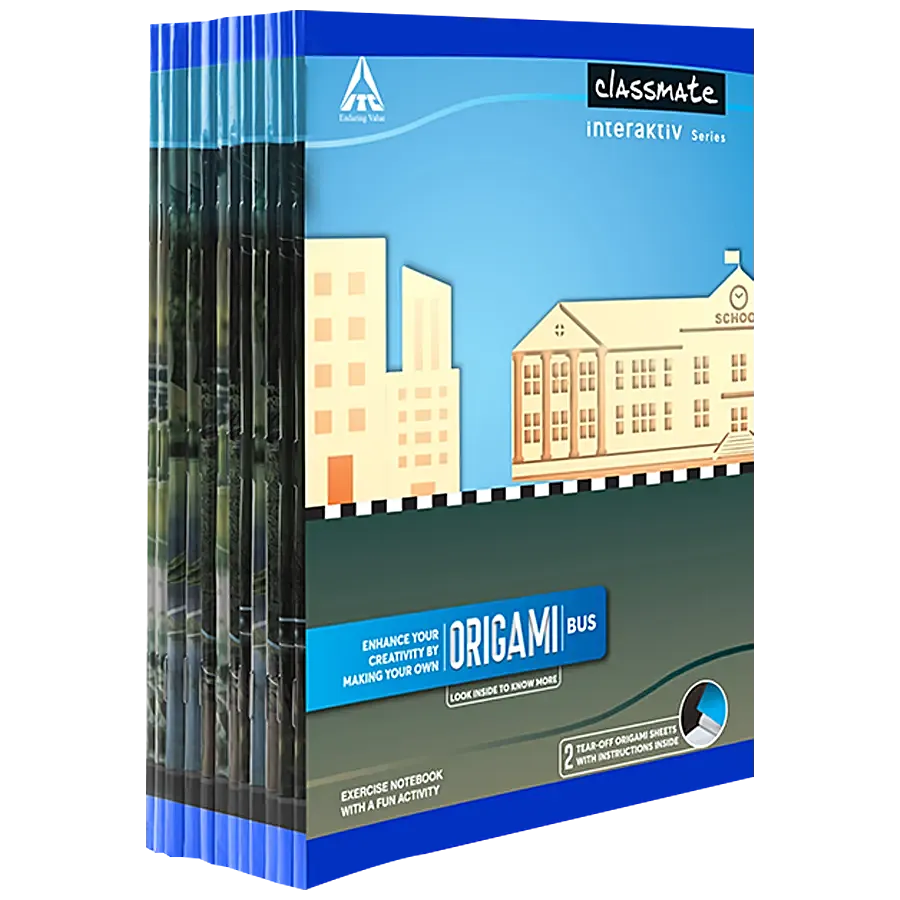 ITC
Enduring Value
classmate
interaktiv Series
SCHOO
ENHANCE YOUR
CREATIVITY BY
MAKING YOUR OWN
ORIGAMI
BUS
LOOK INSIDE TO KNOW MORE
2 TEAR-OFF ORIGAMI SHEETS
WITH INSTRUCTIONS INSIDE
EXERCISE NOTEBOOK
WITH A FUN ACTIVITY